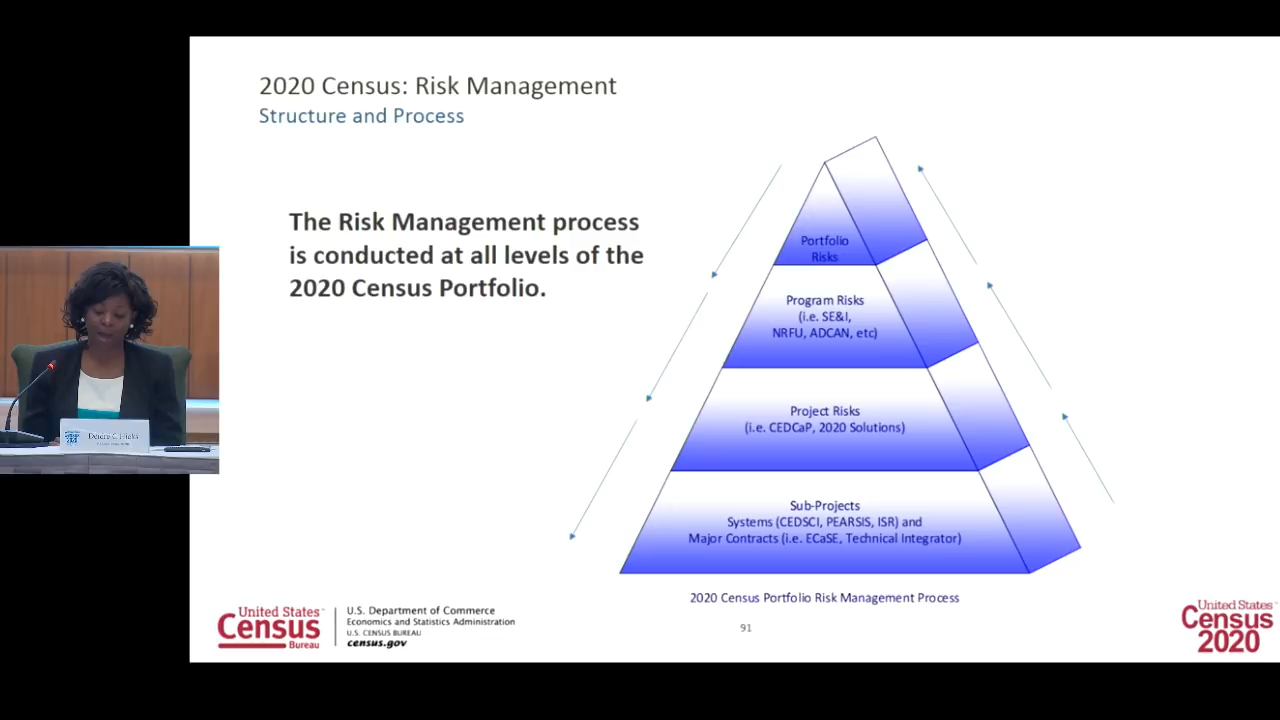 2020 Census: Risk Management
Structure and Process
The Risk Management process
is conducted at all levels of the
2020 Census Portfolio.
Portfolio
Risks
Program Risks
(i.e. SE&I,
NRFU, ADCAN, etc)
Project Risks
(i.e. CEDCaP, 2020 Solutions)
Sub-Projects
Systems (CEDSCI, PEARSIS, ISR) and
Major Contracts (i.e. ECaSE, Technical Integrator)
2020 Census Portfolio Risk Management Process
91
United States™
Census
Bureau
U.S. Department of Commerce
Economics and Statistics Administration
U.S. CENSUS BUREAU
census.gov
United States™
Census
2020
Hicks